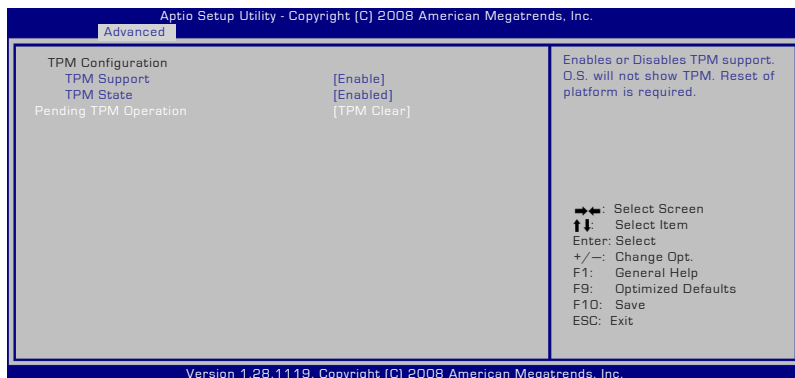 Aptio Setup Utility - Copyright (C) 2008 American Megatrends, Inc.
Advanced
TPM Configuration
TPM Support [Enable]
TPM State [Enabled]
Pending TPM Operation [TPM Clear]
Enables or Disables TPM support.
O.S. will not show TPM. Reset of
platform is required.
→←: Select Screen
↑↓: Select Item
Enter: Select
+/—: Change Opt.
F1: General Help
F9: Optimized Defaults
F10: Save
ESC: Exit
Version 1.28.1119. Copyright (C) 2008 American Megatrends, Inc.